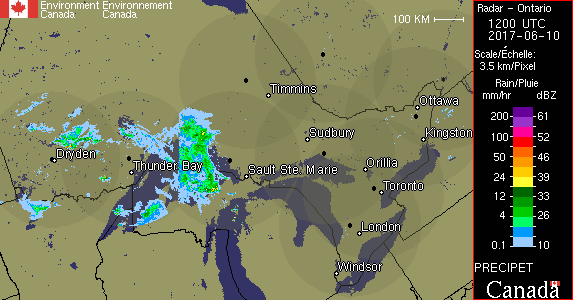 Environment Environnement
Canada Canada
100 KM
Timmins
Ottawa
Sudbury
Kingston
Dryden
Thunder Bay
Sault Ste. Marie
Orillia
Toronto
London
Windsor
Radar - Ontario
1200 UTC
2017-06-10
Scale/Échelle:
3.5 km/Pixel
Rain/Pluie
mm/hr dBZ
200 61
100 52
50 46
24 39
12 33
4 26
0.1 10
PRECIPET
Canada